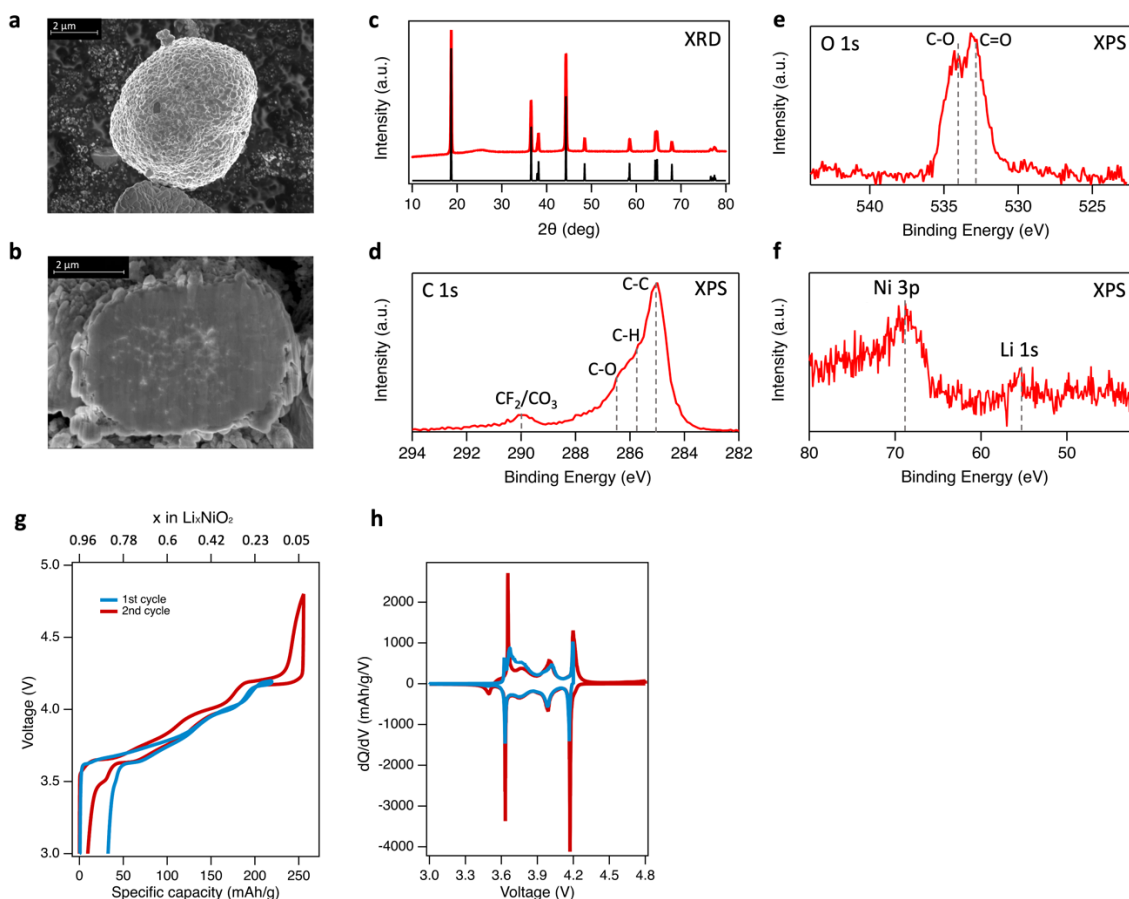 a
2 µm
b
2 µm
c
XRD
Intensity (a.u.)
10 20 30 40 50 60 70 80
2θ (deg)
d
C 1s
XPS
C-C
C-H
C-O
CF₂/CO₃
Intensity (a.u.)
294 292 290 288 286 284 282
Binding Energy (eV)
e
O 1s
C-O
C=O
XPS
Intensity (a.u.)
540 535 530 525
Binding Energy (eV)
f
Ni 3p
XPS
Li 1s
Intensity (a.u.)
80 70 60 50
Binding Energy (eV)
g
x in LiₓNiO₂
0.96 0.78 0.6 0.42 0.23 0.05
5.0
4.5
4.0
3.5
3.0
Voltage (V)
1st cycle
2nd cycle
0 50 100 150 200 250
Specific capacity (mAh/g)
h
2000
1000
0
-1000
-2000
-3000
-4000
dQ/dV (mAh/g/V)
3.0 3.3 3.6 3.9 4.2 4.5 4.8
Voltage (V)